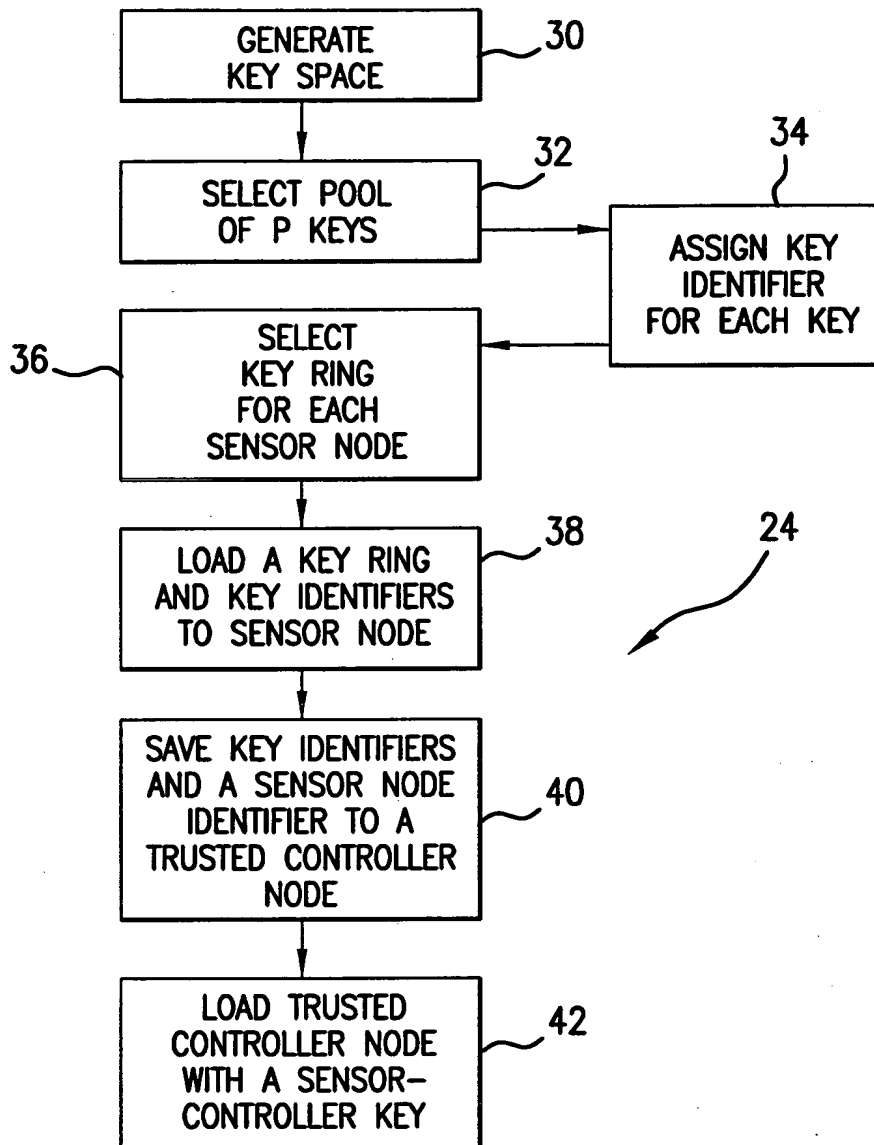 GENERATE
KEY SPACE
30
SELECT POOL
OF P KEYS
32
34
ASSIGN KEY
IDENTIFIER
FOR EACH KEY
36
SELECT
KEY RING
FOR EACH
SENSOR NODE
LOAD A KEY RING
AND KEY IDENTIFIERS
TO SENSOR NODE
38
24
SAVE KEY IDENTIFIERS
AND A SENSOR NODE
IDENTIFIER TO A
TRUSTED CONTROLLER
NODE
40
LOAD TRUSTED
CONTROLLER NODE
WITH A SENSOR-
CONTROLLER KEY
42